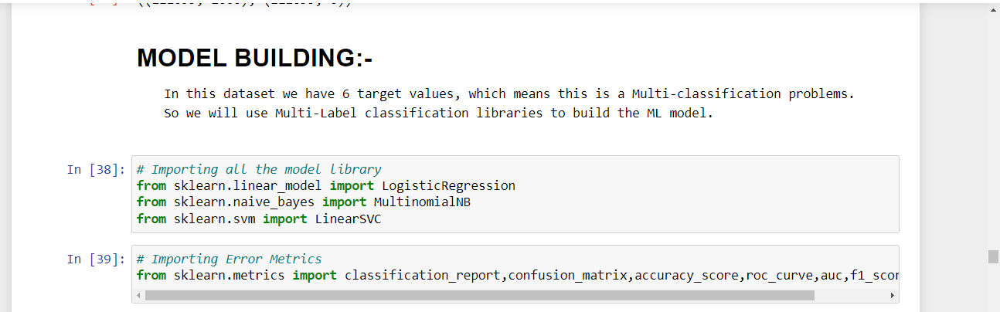 MODEL BUILDING:-
In this dataset we have 6 target values, which means this is a Multi-classification problems.
So we will use Multi-Label classification libraries to build the ML model.
In [38]: # Importing all the model library
from sklearn.linear_model import LogisticRegression
from sklearn.naive_bayes import MultinomialNB
from sklearn.svm import LinearSVC
In [39]: # Importing Error Metrics
from sklearn.metrics import classification_report,confusion_matrix,accuracy_score,roc_curve,auc,f1_scor